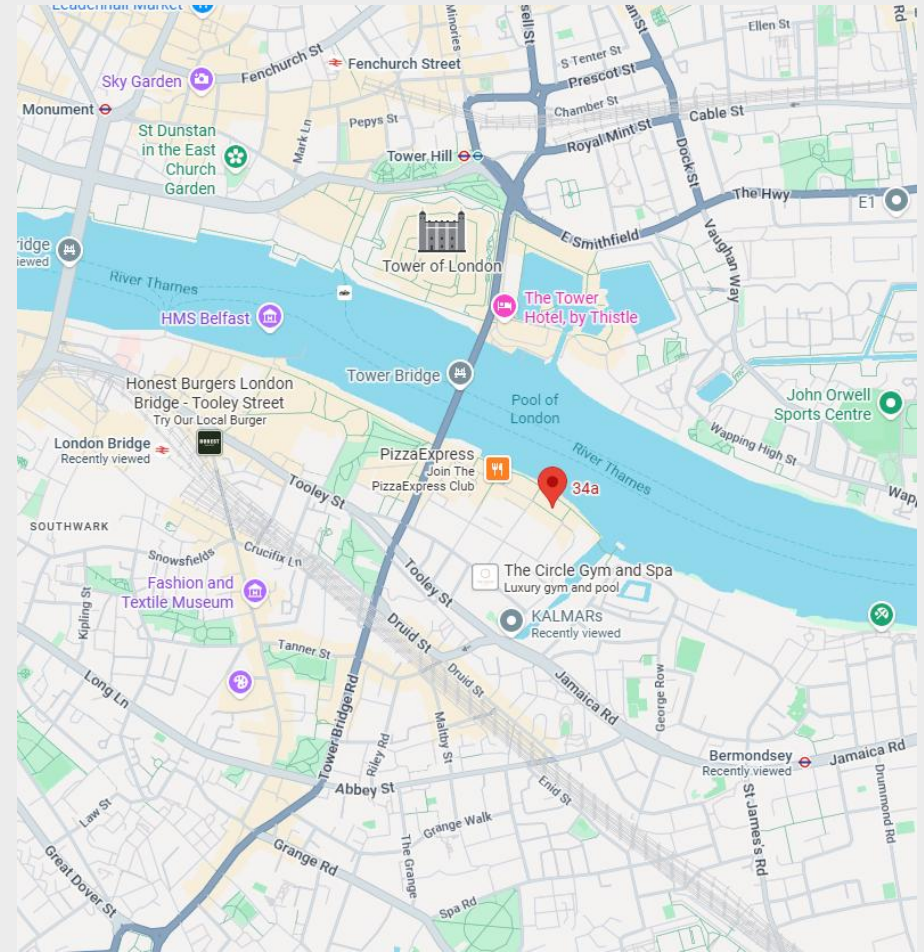 Leadenhall Market
Sky Garden
Fenchurch St
Fenchurch Street
Minories
S Tenter St
Prescot St
Ellen St
Rd
Monument
Mark Ln
Pepys St
Chamber St
Cable St
St Dunstan
in the East
Church
Garden
Tower Hill
Royal Mint St
Dock St
The Hwy
E1
Tower of London
E Smithfield
Vaughan Way
ridge
iewed
River Thames
The Tower
Hotel, by Thistle
HMS Belfast
Tower Bridge
Pool of
London
John Orwell
Sports Centre
Honest Burgers London
Bridge - Tooley Street
Try Our Local Burger
HONEST
London Bridge
Recently viewed
PizzaExpress
Join The
PizzaExpress Club
River Thames
Wapping High St
Wapp
34a
Tooley St
SOUTHWARK
Snowsfields
Crucifix Ln
The Circle Gym and Spa
Luxury gym and pool
Fashion and
Textile Museum
Kipling St
Tooley St
KALMARs
Recently viewed
Druid St
Tanner St
Druid St
Jamaica Rd
George Row
Long Ln
Tower Bridge Rd
Riley Rd
Maltby St
Bermondsey
Recently viewed
Jamaica Rd
Abbey St
Enid St
St James's Rd
Drummond Rd
Law St
Grange Walk
Great Dover St
Grange Rd
The Grange
Spa Rd